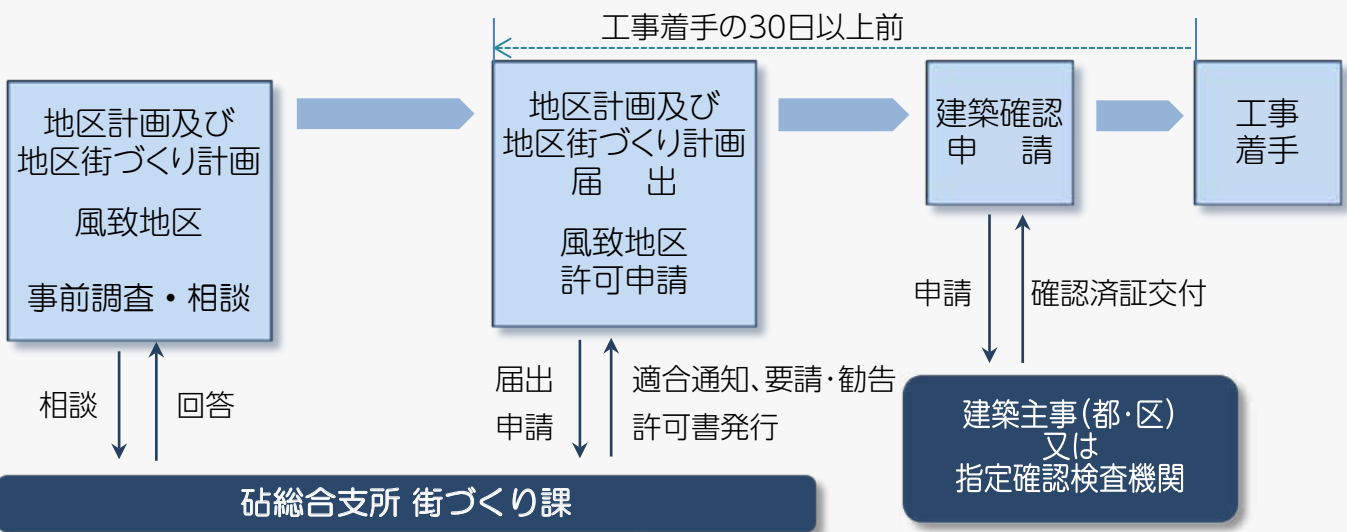 工事着手の30日以上前
地区計画及び
地区街づくり計画
風致地区
事前調査・相談
地区計画及び
地区街づくり計画
届　出
風致地区
許可申請
建築確認
申　請
工事
着手
相談
回答
届出
申請
適合通知、要請・勧告
許可書発行
申請
確認済証交付
砧総合支所 街づくり課
建築主事(都・区)
又は
指定確認検査機関